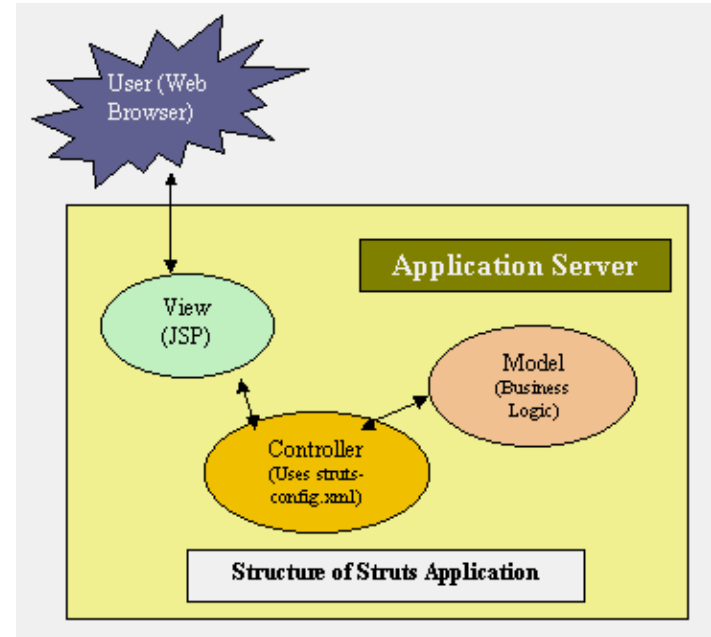 User (Web
Browser)
Application Server
View
(JSP)
Model
(Business
Logic)
Controller
(Uses struts-
config.xml)
Structure of Struts Application